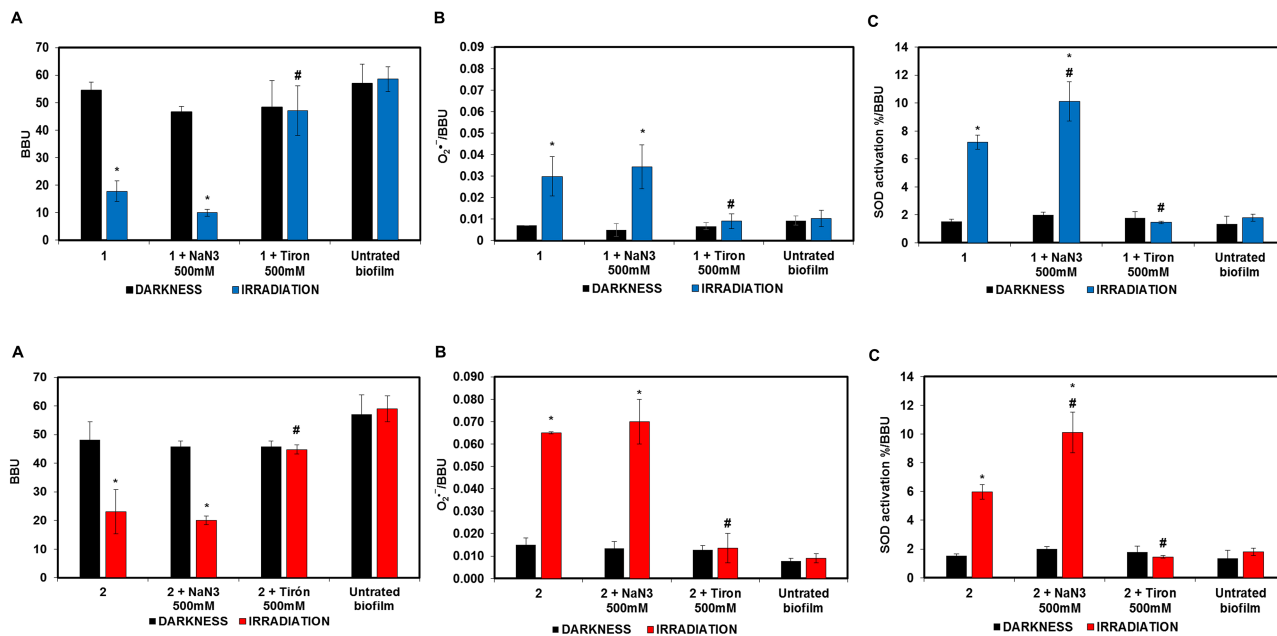 A
70
60
50
40
30
20
10
0
BBU
*
*
#
1
1 + NaN3
500mM
1 + Tiron
500mM
Untrated
biofilm
DARKNESS
IRRADIATION
B
0.09
0.08
0.07
0.06
0.05
0.04
0.03
0.02
0.01
0
O₂•⁻/BBU
*
*
#
1
1 + NaN3
500mM
1 + Tiron
500mM
Untrated
biofilm
DARKNESS
IRRADIATION
C
14
12
10
8
6
4
2
0
SOD activation %/BBU
*
*
#
#
1
1 + NaN3
500mM
1 + Tiron
500mM
Untrated
biofilm
DARKNESS
IRRADIATION
A
70
60
50
40
30
20
10
0
BBU
*
*
#
2
2 + NaN3
500mM
2 + Tirón
500mM
Untrated
biofilm
DARKNESS
IRRADIATION
B
0.090
0.080
0.070
0.060
0.050
0.040
0.030
0.020
0.010
0.000
O₂•⁻/BBU
*
*
#
2
2 + NaN3
500mM
2 + Tiron
500mM
Untrated
biofilm
DARKNESS
IRRADIATION
C
14
12
10
8
6
4
2
0
SOD activation %/BBU
*
*
#
#
2
2 + NaN3
500mM
2 + Tiron
500mM
Untrated
biofilm
DARKNESS
IRRADIATION